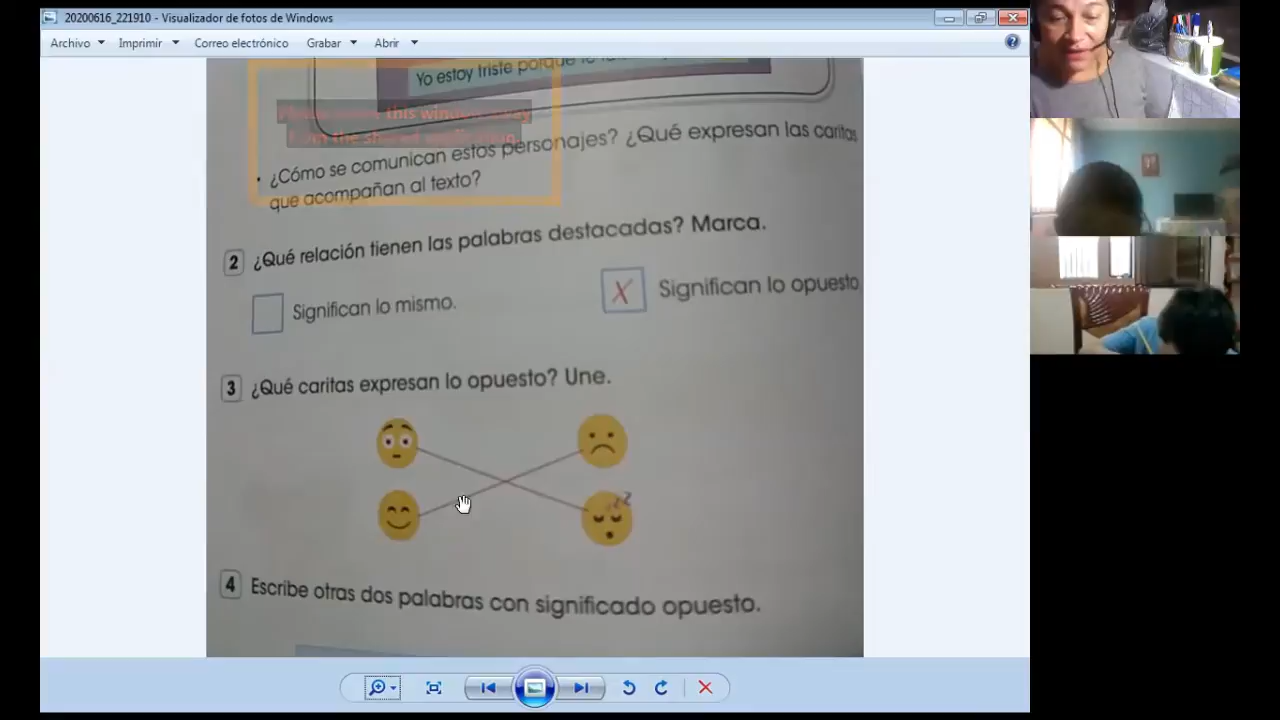 20200616_221910 - Visualizador de fotos de Windows
Archivo Imprimir Correo electrónico Grabar Abrir
Yo estoy triste porque
this window away
¿Cómo se comunican estos personajes? ¿Qué expresan las caritas
que acompañan al texto?
2 ¿Qué relación tienen las palabras destacadas? Marca.
Significan lo mismo.
X Significan lo opuesto
3 ¿Qué caritas expresan lo opuesto? Une.
4 Escribe otras dos palabras con significado opuesto.